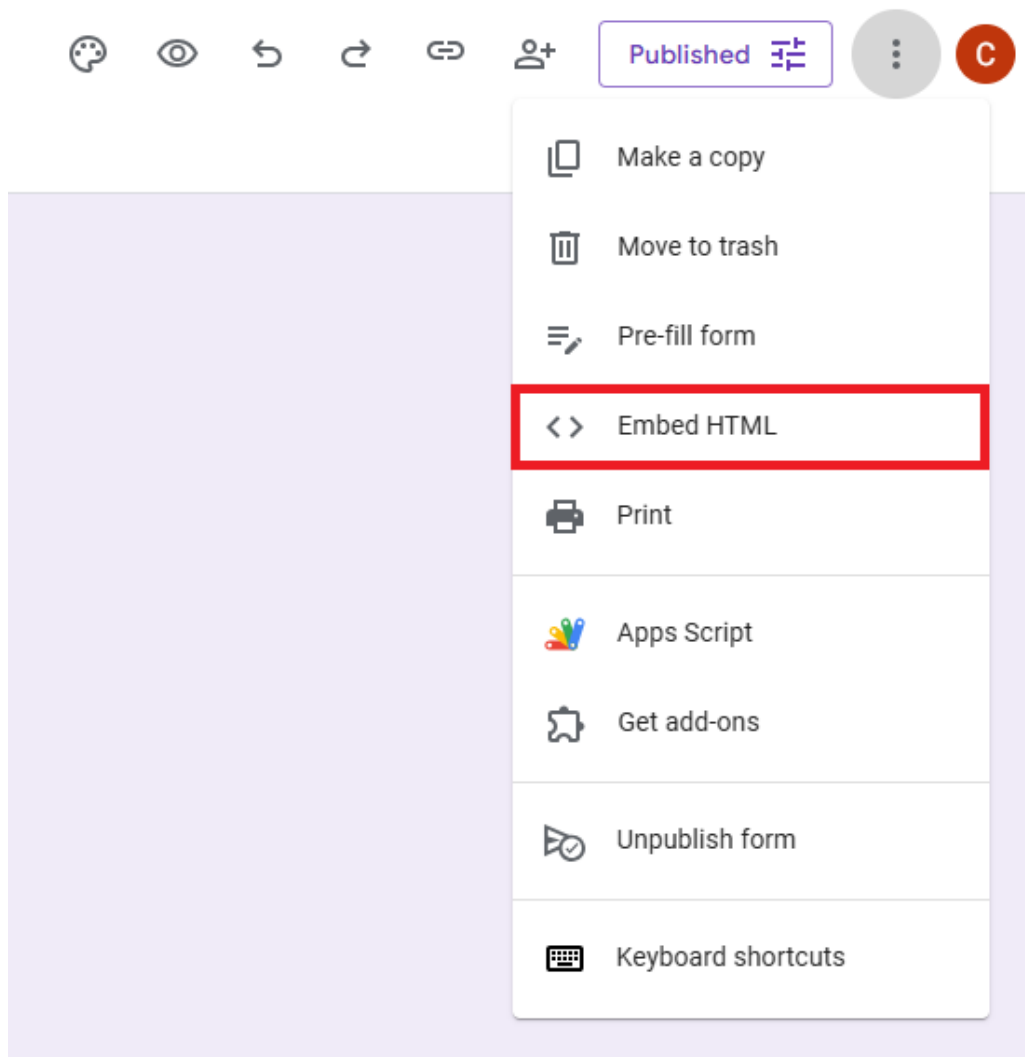 Published
C
Make a copy
Move to trash
Pre-fill form
Embed HTML
Print
Apps Script
Get add-ons
Unpublish form
Keyboard shortcuts